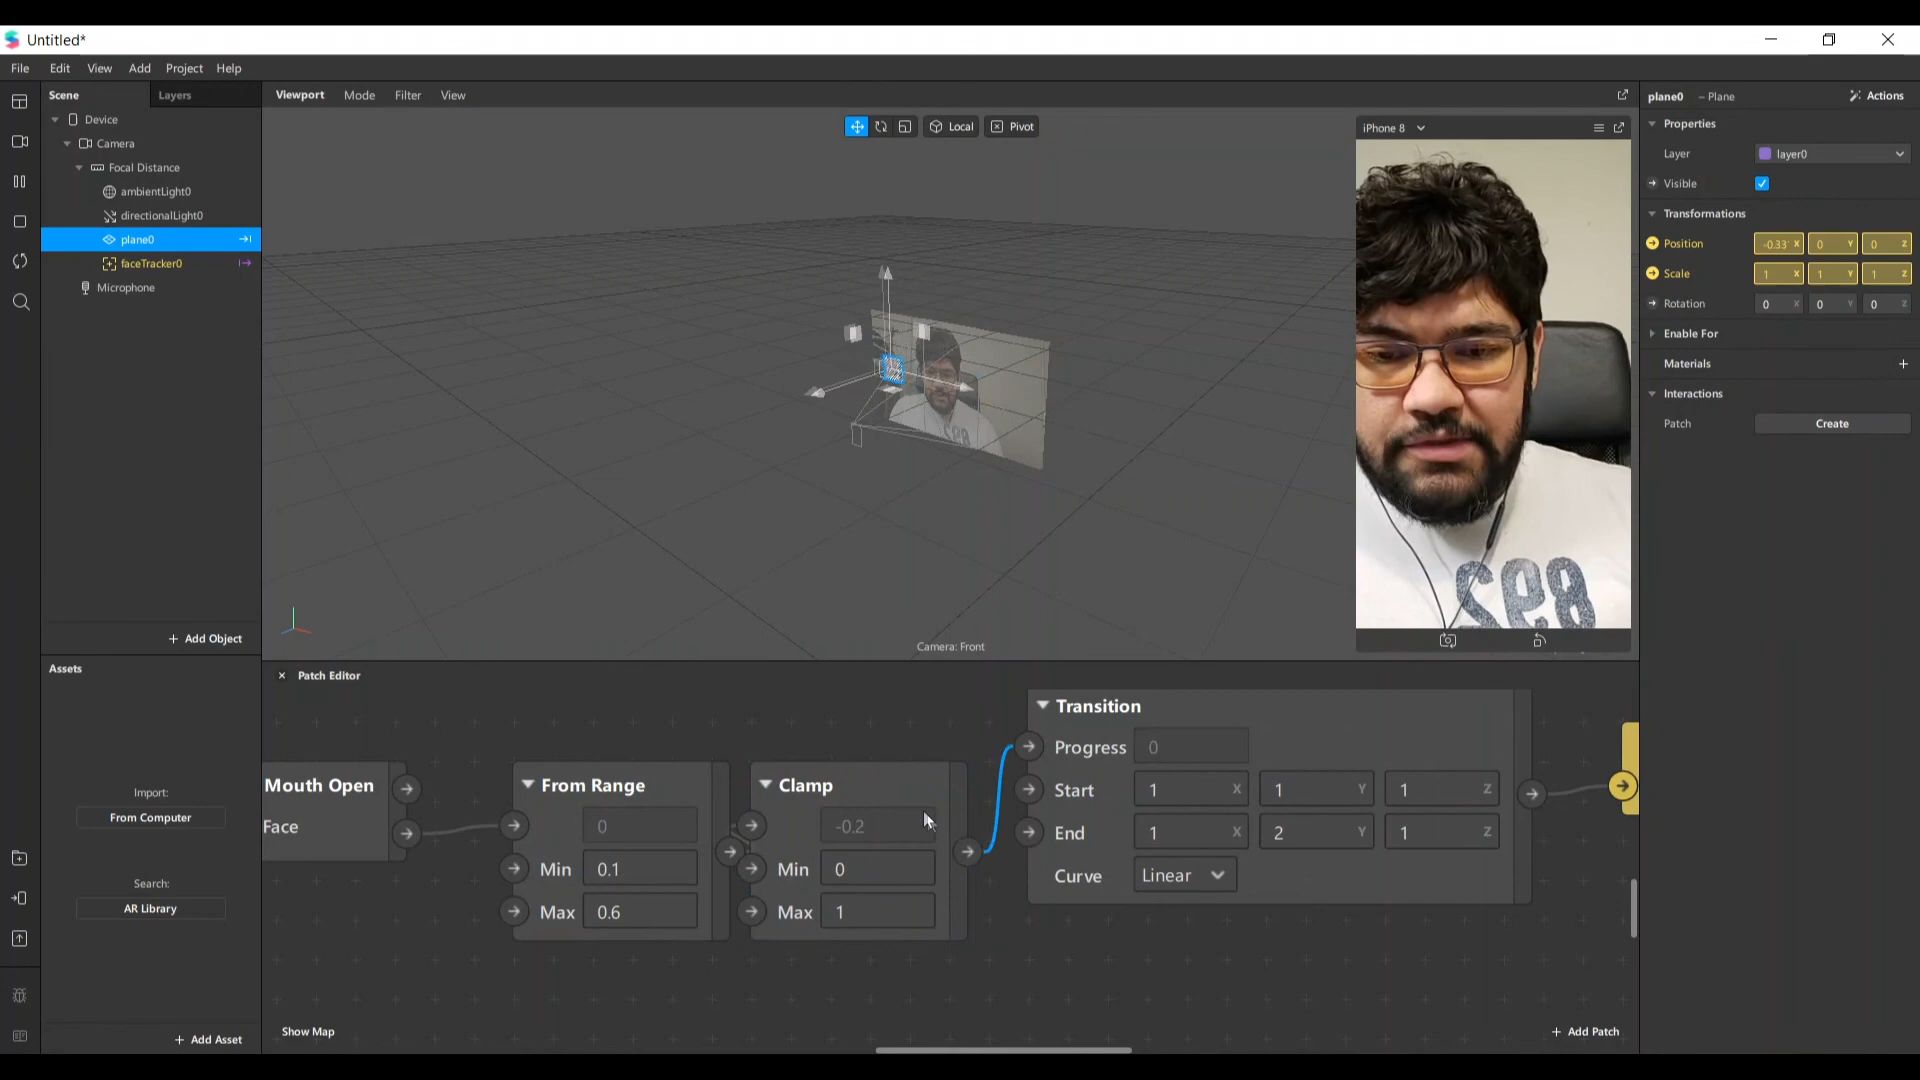 Untitled*
File Edit View Add Project Help
Scene Layers
Device
Camera
Focal Distance
ambientLight0
directionalLight0
plane0
faceTracker0
Microphone
+ Add Object
Assets
Import:
From Computer
Search:
AR Library
+ Add Asset
Viewport Mode Filter View
Local Pivot
iPhone 8
Camera: Front
plane0 – Plane Actions
Properties
Layer layer0
Visible
Transformations
Position -0.33 X 0 Y 0 Z
Scale 1 X 1 Y 1 Z
Rotation 0 X 0 Y 0 Z
Enable For
Materials +
Interactions
Patch Create
× Patch Editor
Mouth Open
Face
From Range
0
Min 0.1
Max 0.6
Clamp
-0.2
Min 0
Max 1
Transition
Progress 0
Start 1 X 1 Y 1 Z
End 1 X 2 Y 1 Z
Curve Linear
Show Map
+ Add Patch